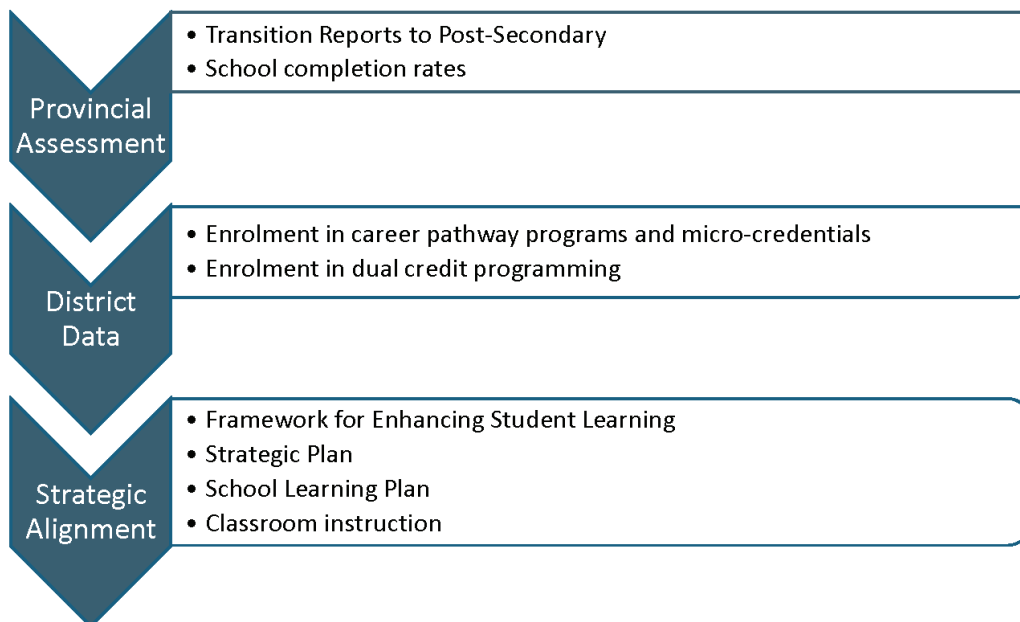 Provincial
Assessment
• Transition Reports to Post-Secondary
• School completion rates
District
Data
• Enrolment in career pathway programs and micro-credentials
• Enrolment in dual credit programming
Strategic
Alignment
• Framework for Enhancing Student Learning
• Strategic Plan
• School Learning Plan
• Classroom instruction